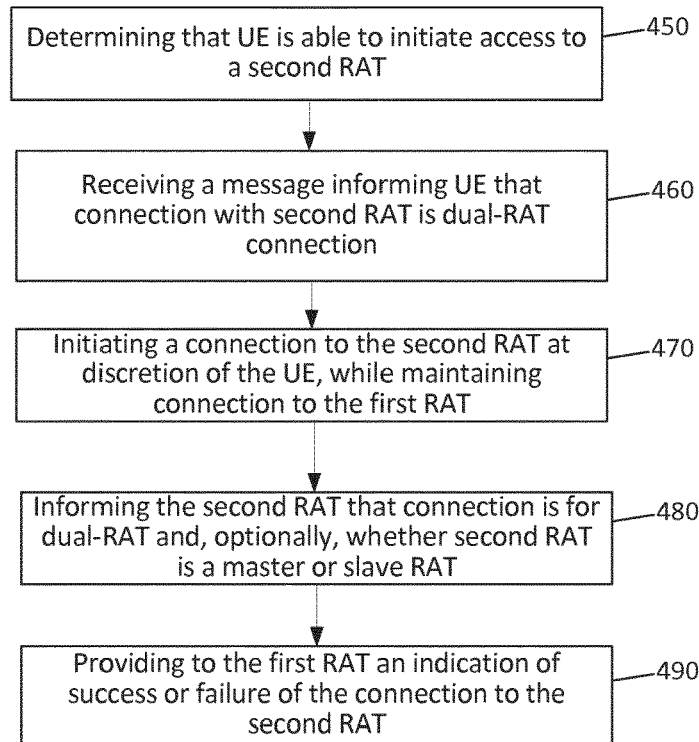 Determining that UE is able to initiate access to
a second RAT
450
Receiving a message informing UE that
connection with second RAT is dual-RAT
connection
460
Initiating a connection to the second RAT at
discretion of the UE, while maintaining
connection to the first RAT
470
Informing the second RAT that connection is for
dual-RAT and, optionally, whether second RAT
is a master or slave RAT
480
Providing to the first RAT an indication of
success or failure of the connection to the
second RAT
490